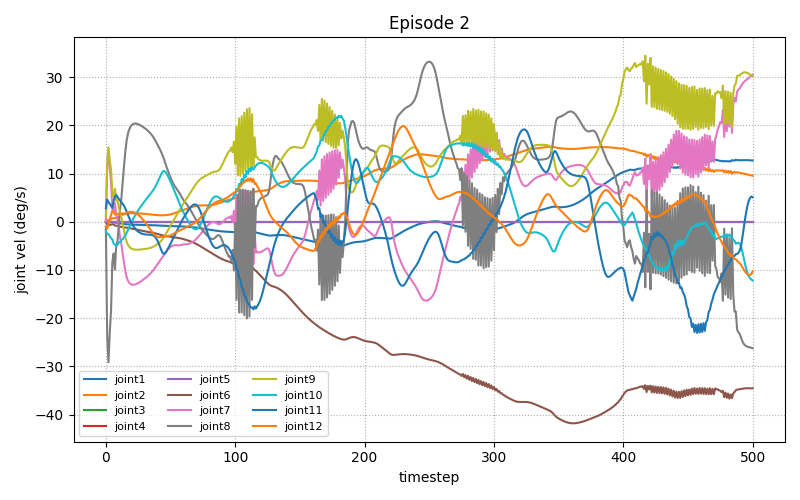 Episode 2
joint vel (deg/s)
30
20
10
0
−10
−20
−30
−40
joint1 joint5 joint9
joint2 joint6 joint10
joint3 joint7 joint11
joint4 joint8 joint12
0 100 200 300 400 500
timestep